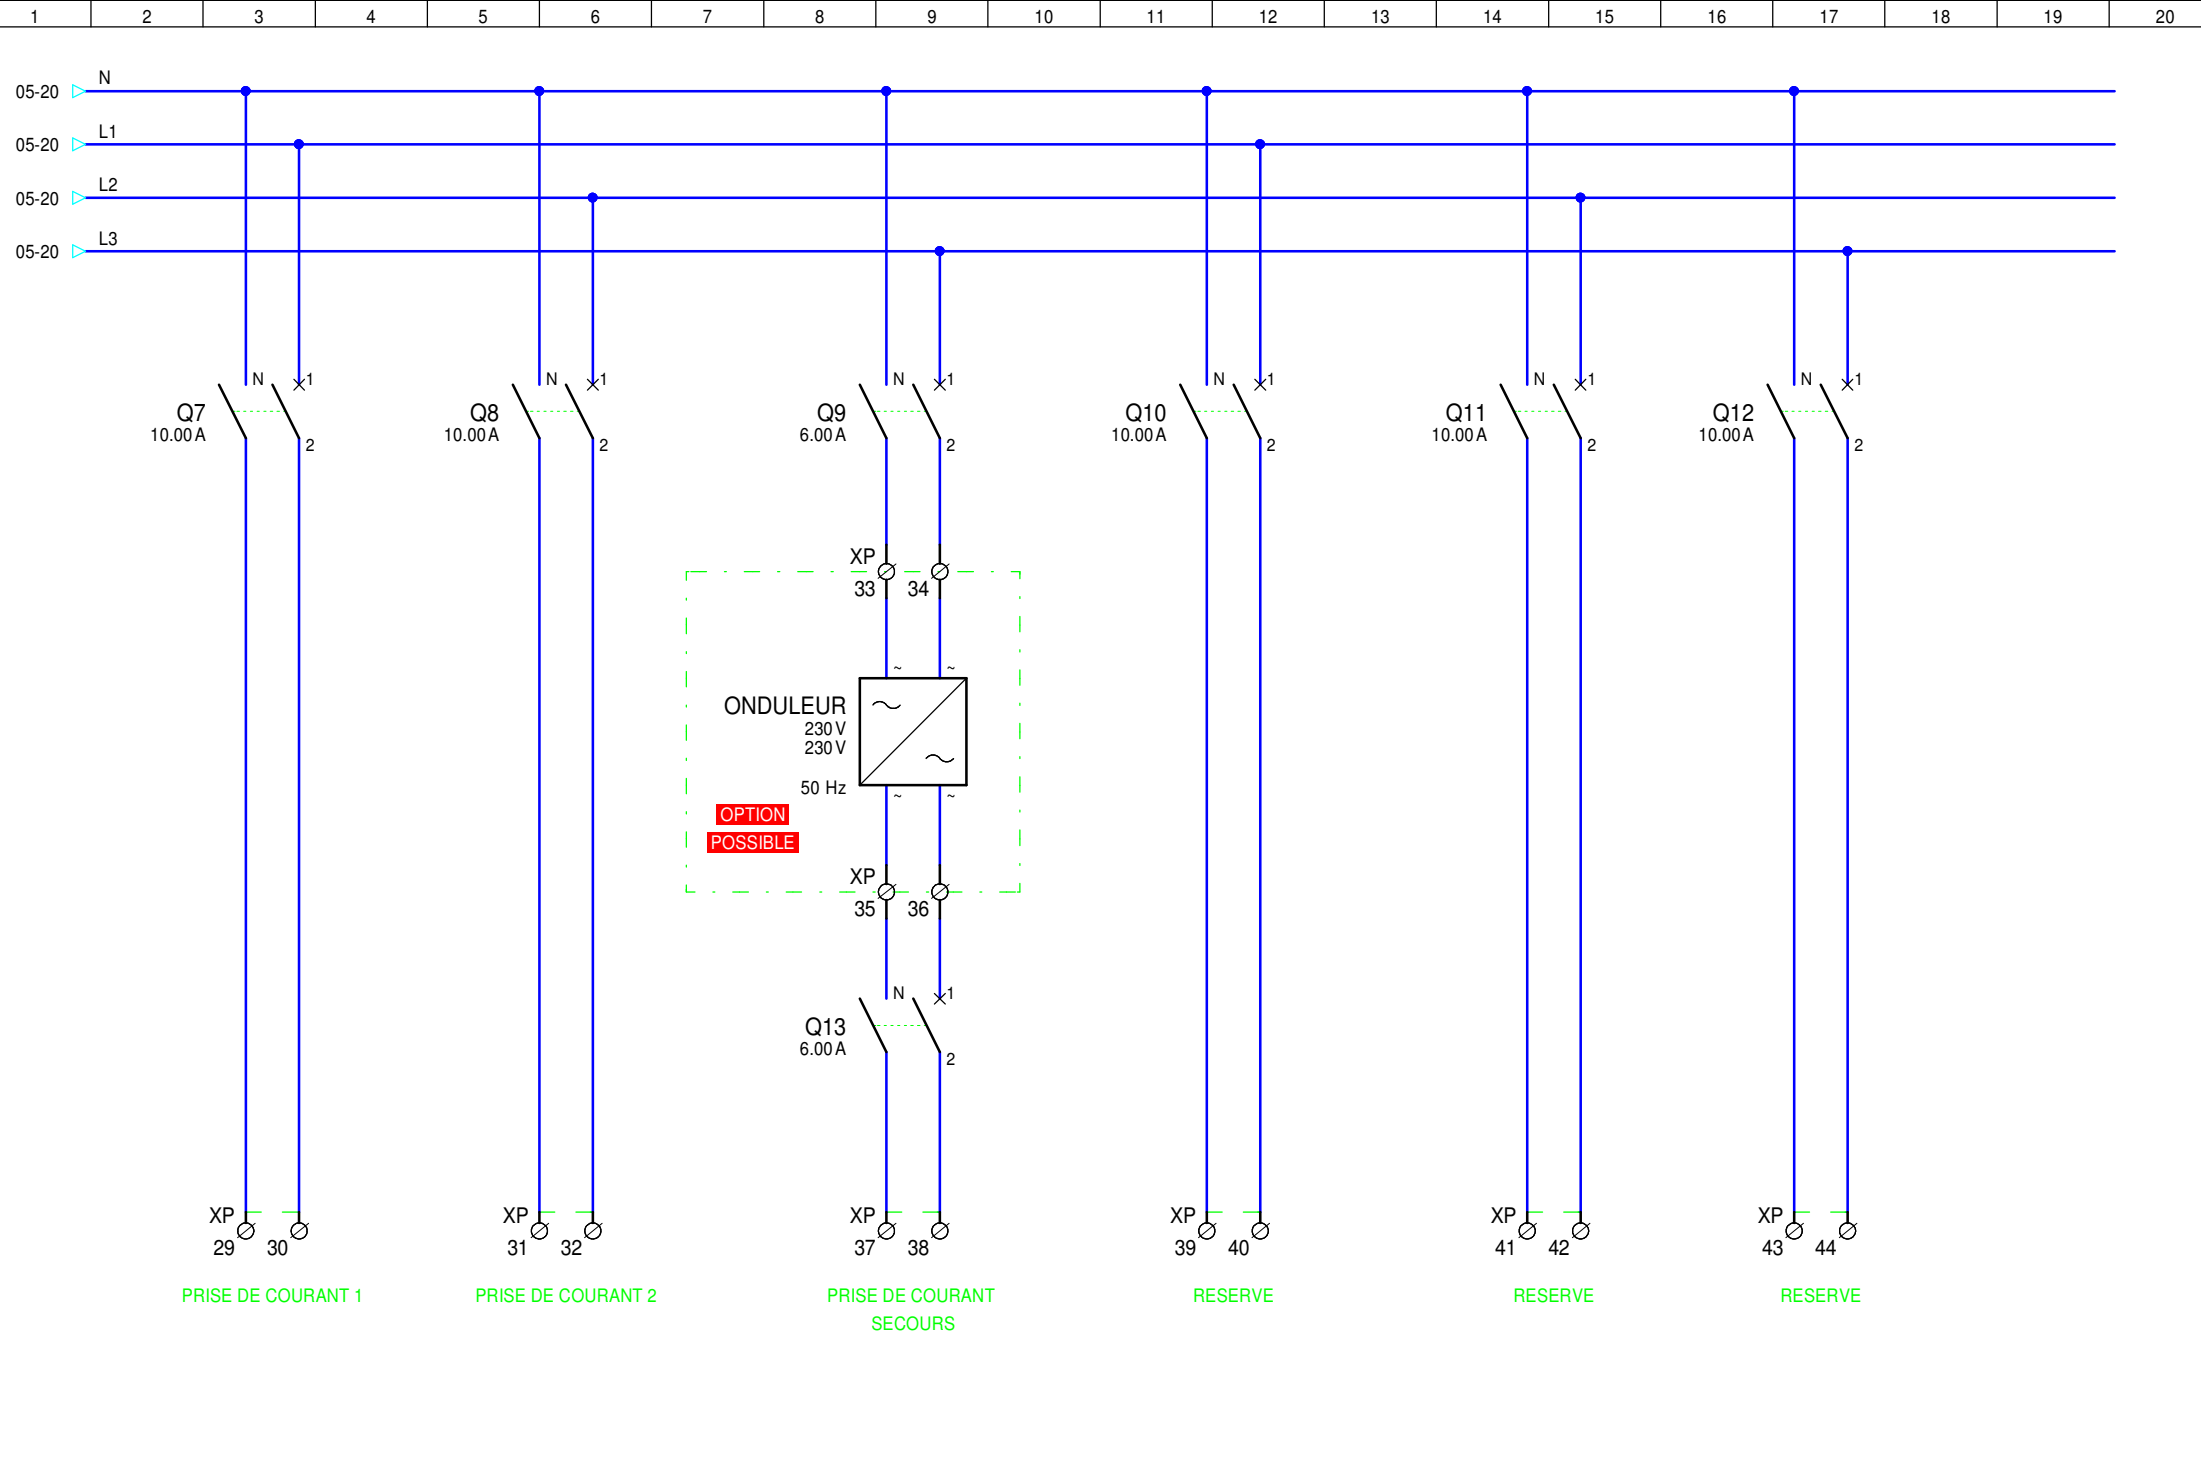 1 2 3 4 5 6 7 8 9 10 11 12 13 14 15 16 17 18 19 20
N
05-20
L1
05-20
L2
05-20
L3
05-20
N 1 N 1 N 1 N 1 N 1 N 1
Q7 Q8 Q9 Q10 Q11 Q12
10.00 A 10.00 A 6.00 A 10.00 A 10.00 A 10.00 A
2 2 2 2 2 2
XP
33 34
~ ~
ONDULEUR
230 V
230 V
50 Hz
~ ~
OPTION
POSSIBLE
XP
35 36
N 1
Q13
6.00 A
2
XP XP XP XP XP XP
29 30 31 32 37 38 39 40 41 42 43 44
PRISE DE COURANT 1 PRISE DE COURANT 2 PRISE DE COURANT RESERVE RESERVE RESERVE
SECOURS